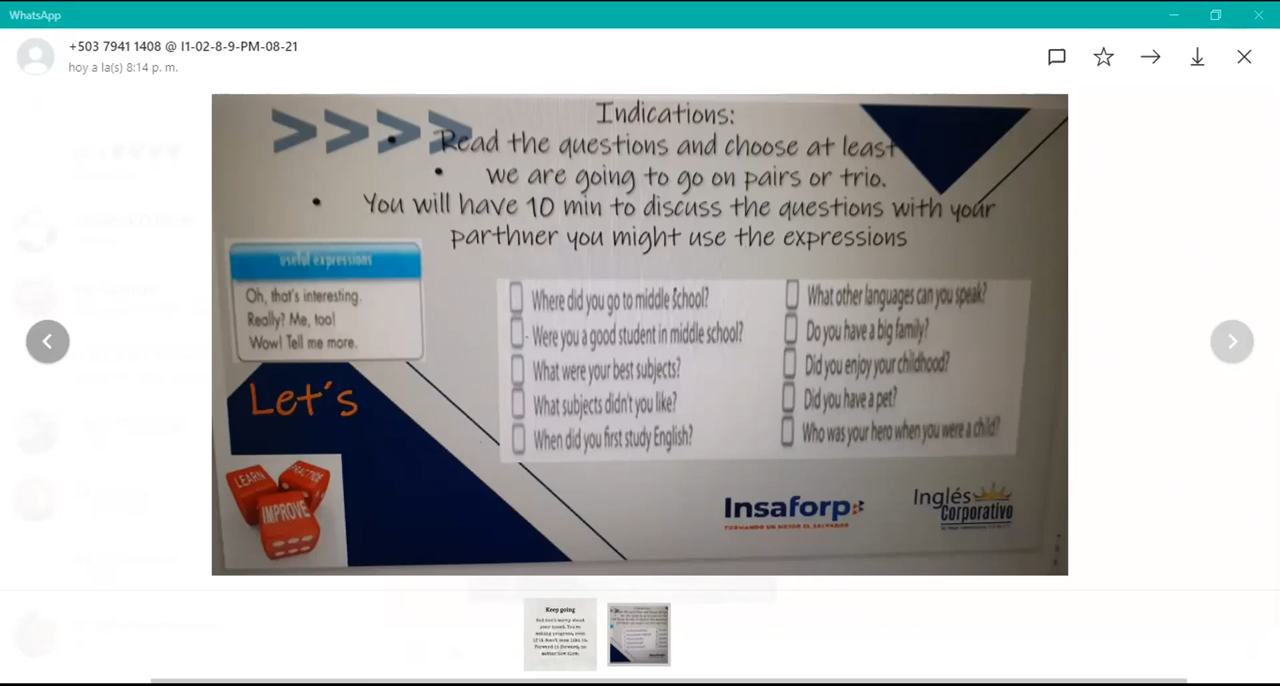 WhatsApp
+503 7941 1408 @ I1-02-8-9-PM-08-21
hoy a la(s) 8:14 p. m.
Indications:
• Read the questions and choose at least
• we are going to go on pairs or trio.
• You will have 10 min to discuss the questions with your
parthner you might use the expressions
useful expressions
Oh, that's interesting.
Really? Me, too!
Wow! Tell me more.
Where did you go to middle school?
Were you a good student in middle school?
What were your best subjects?
What subjects didn't you like?
When did you first study English?
What other languages can you speak?
Do you have a big family?
Did you enjoy your childhood?
Did you have a pet?
Who was your hero when you were a child?
Let´s
LEARN
PRACTICE
IMPROVE
Insaforp
FORMANDO UN MEJOR EL SALVADOR
Inglés
Corporativo
Keep going